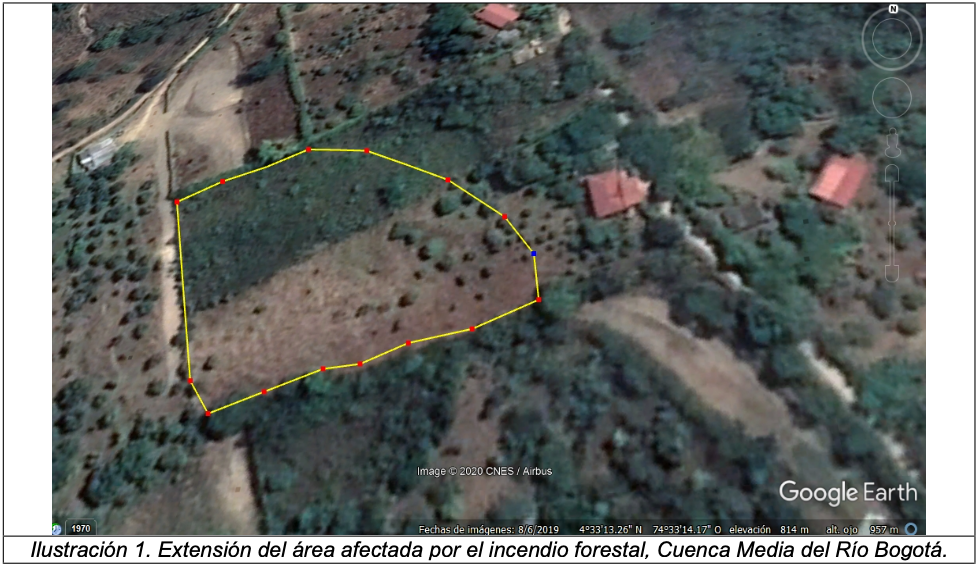 N
Image © 2020 CNES / Airbus
Google Earth
1970
Fechas de imágenes: 8/6/2019 4°33'13.26" N 74°33'14.17" O elevación 814 m alt. ojo 957 m
Ilustración 1. Extensión del área afectada por el incendio forestal, Cuenca Media del Río Bogotá.